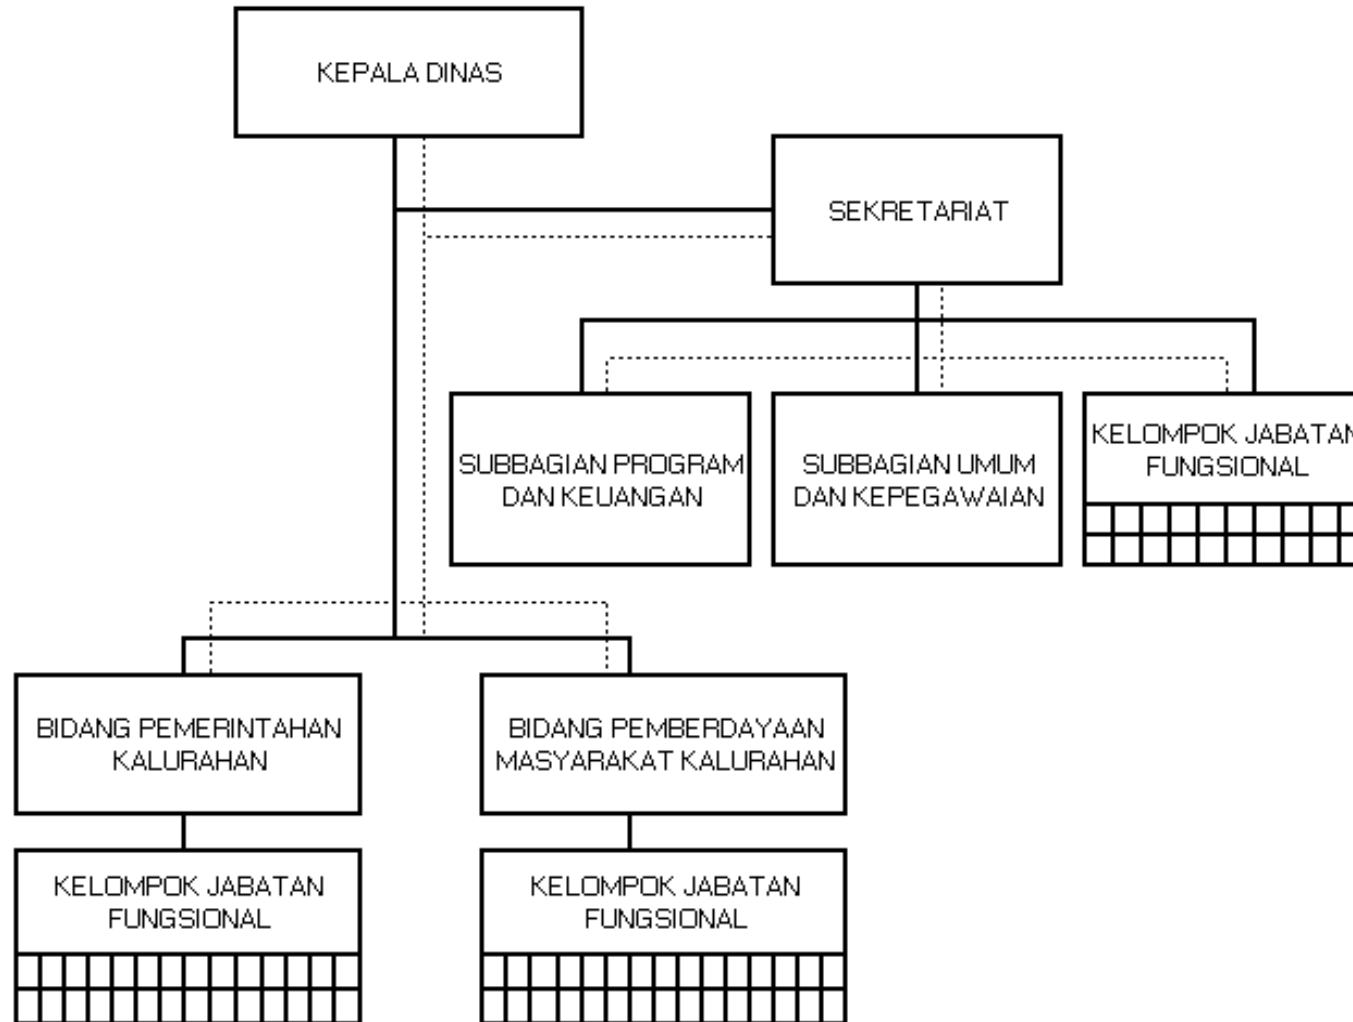 KEPALA DINAS
SEKRETARIAT
SUBBAGIAN PROGRAM
DAN KEUANGAN
SUBBAGIAN UMUM
DAN KEPEGAWAIAN
KELOMPOK JABATAN
FUNGSIONAL
BIDANG PEMERINTAHAN
KALURAHAN
BIDANG PEMBERDAYAAN
MASYARAKAT KALURAHAN
KELOMPOK JABATAN
FUNGSIONAL
KELOMPOK JABATAN
FUNGSIONAL